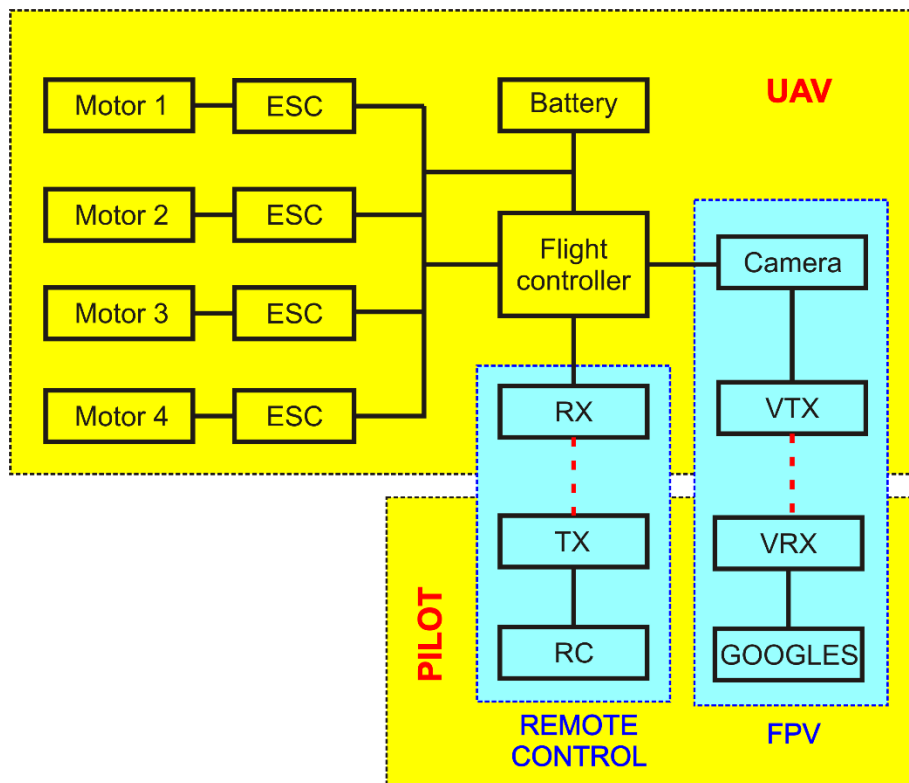 UAV
Motor 1
ESC
Battery
Motor 2
ESC
Flight
controller
Camera
Motor 3
ESC
Motor 4
ESC
RX
VTX
PILOT
TX
VRX
RC
GOOGLES
REMOTE
CONTROL
FPV